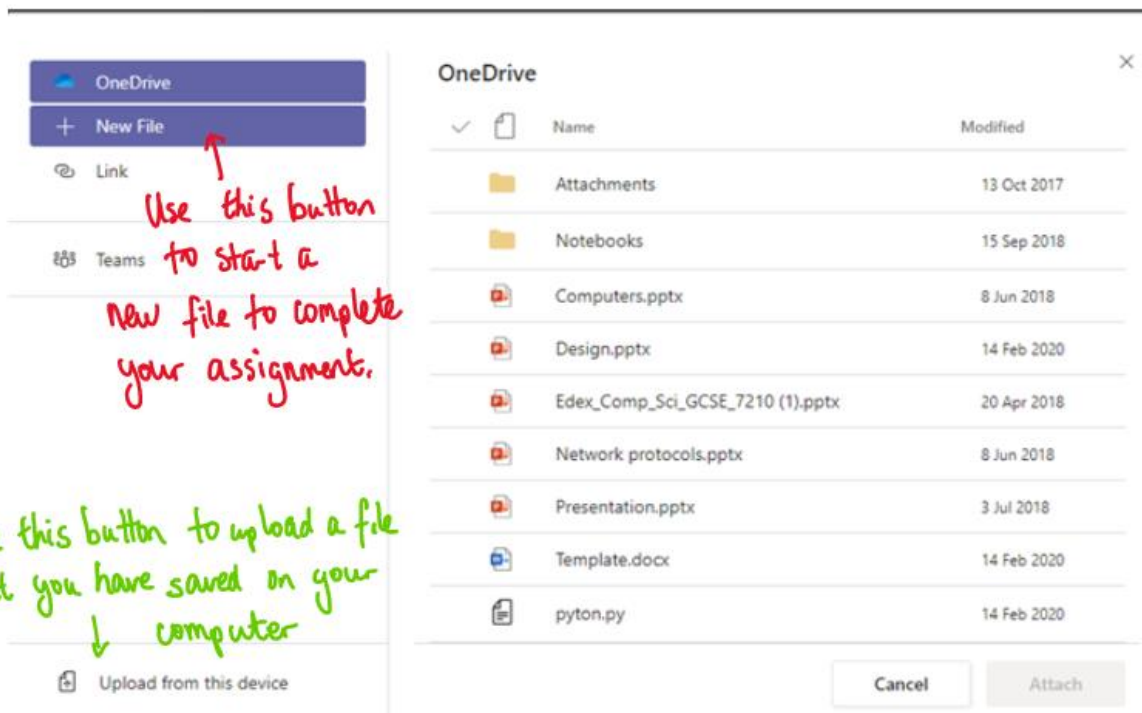 OneDrive
New File
Link
Use this button
to start a
Teams
new file to complete
your assignment.
this button to upload a file
you have saved on your
computer
Upload from this device
OneDrive
Name Modified
Attachments 13 Oct 2017
Notebooks 15 Sep 2018
Computers.pptx 8 Jun 2018
Design.pptx 14 Feb 2020
Edex_Comp_Sci_GCSE_7210 (1).pptx 20 Apr 2018
Network protocols.pptx 8 Jun 2018
Presentation.pptx 3 Jul 2018
Template.docx 14 Feb 2020
pyton.py 14 Feb 2020
Cancel Attach